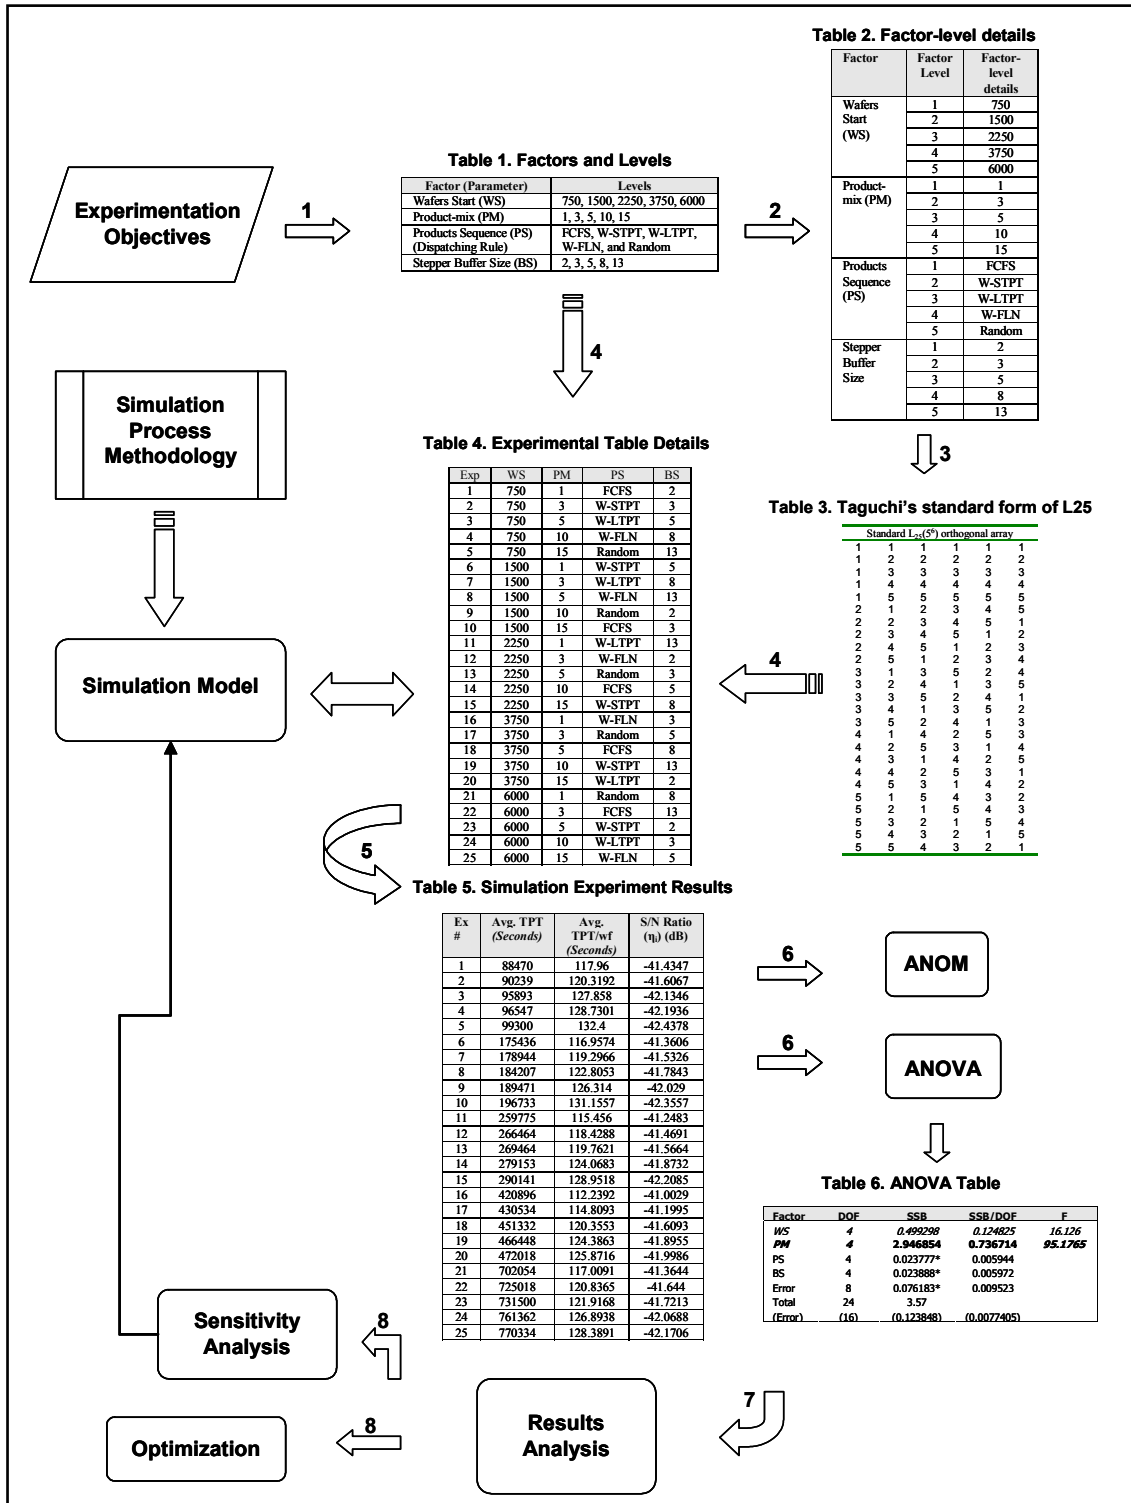 Table 2. Factor-level details
Factor Factor Factor-
Level level
details
Wafers 1 750
Start 2 1500
(WS) 3 2250
4 3750
5 6000
Product- 1 1
mix (PM) 2 3
3 5
4 10
5 15
Products 1 FCFS
Sequence 2 W-STPT
(PS) 3 W-LTPT
4 W-FLN
5 Random
Stepper 1 2
Buffer 2 3
Size 3 5
4 8
5 13
Table 1. Factors and Levels
Factor (Parameter) Levels
Wafers Start (WS) 750, 1500, 2250, 3750, 6000
Product-mix (PM) 1, 3, 5, 10, 15
Products Sequence (PS) FCFS, W-STPT, W-LTPT,
(Dispatching Rule) W-FLN, and Random
Stepper Buffer Size (BS) 2, 3, 5, 8, 13
Experimentation
Objectives
1
2
4
3
Simulation
Process
Methodology
Table 4. Experimental Table Details
Exp WS PM PS BS
1 750 1 FCFS 2
2 750 3 W-STPT 3
3 750 5 W-LTPT 5
4 750 10 W-FLN 8
5 750 15 Random 13
6 1500 1 W-STPT 5
7 1500 3 W-LTPT 8
8 1500 5 W-FLN 13
9 1500 10 Random 2
10 1500 15 FCFS 3
11 2250 1 W-LTPT 13
12 2250 3 W-FLN 2
13 2250 5 Random 3
14 2250 10 FCFS 5
15 2250 15 W-STPT 8
16 3750 1 W-FLN 3
17 3750 3 Random 5
18 3750 5 FCFS 8
19 3750 10 W-STPT 13
20 3750 15 W-LTPT 2
21 6000 1 Random 8
22 6000 3 FCFS 13
23 6000 5 W-STPT 2
24 6000 10 W-LTPT 3
25 6000 15 W-FLN 5
Table 3. Taguchi's standard form of L25
Standard L25(5⁶) orthogonal array
1 1 1 1 1 1
1 2 2 2 2 2
1 3 3 3 3 3
1 4 4 4 4 4
1 5 5 5 5 5
2 1 2 3 4 5
2 2 3 4 5 1
2 3 4 5 1 2
2 4 5 1 2 3
2 5 1 2 3 4
3 1 3 5 2 4
3 2 4 1 3 5
3 3 5 2 4 1
3 4 1 3 5 2
3 5 2 4 1 3
4 1 4 2 5 3
4 2 5 3 1 4
4 3 1 4 2 5
4 4 2 5 3 1
4 5 3 1 4 2
5 1 5 4 3 2
5 2 1 5 4 3
5 3 2 1 5 4
5 4 3 2 1 5
5 5 4 3 2 1
4
Simulation Model
5
Table 5. Simulation Experiment Results
Ex Avg. TPT Avg. S/N Ratio
# (Seconds) TPT/wf (ηi) (dB)
(Seconds)
1 88470 117.96 -41.4347
2 90239 120.3192 -41.6067
3 95893 127.858 -42.1346
4 96547 128.7301 -42.1936
5 99300 132.4 -42.4378
6 175436 116.9574 -41.3606
7 178944 119.2966 -41.5326
8 184207 122.8053 -41.7843
9 189471 126.314 -42.029
10 196733 131.1557 -42.3557
11 259775 115.456 -41.2483
12 266464 118.4288 -41.4691
13 269464 119.7621 -41.5664
14 279153 124.0683 -41.8732
15 290141 128.9518 -42.2085
16 420896 112.2392 -41.0029
17 430534 114.8093 -41.1995
18 451332 120.3553 -41.6093
19 466448 124.3863 -41.8955
20 472018 125.8716 -41.9986
21 702054 117.0091 -41.3644
22 725018 120.8365 -41.644
23 731500 121.9168 -41.7213
24 761362 126.8938 -42.0688
25 770334 128.3891 -42.1706
6
ANOM
6
ANOVA
Table 6. ANOVA Table
Factor DOF SSB SSB/DOF F
WS 4 0.499298 0.124825 16.126
PM 4 2.946854 0.736714 95.1765
PS 4 0.023777* 0.005944
BS 4 0.023888* 0.005972
Error 8 0.076183* 0.009523
Total 24 3.57
(Error) (16) (0.123848) (0.0077405)
Sensitivity
Analysis
8
7
Results
Analysis
8
Optimization